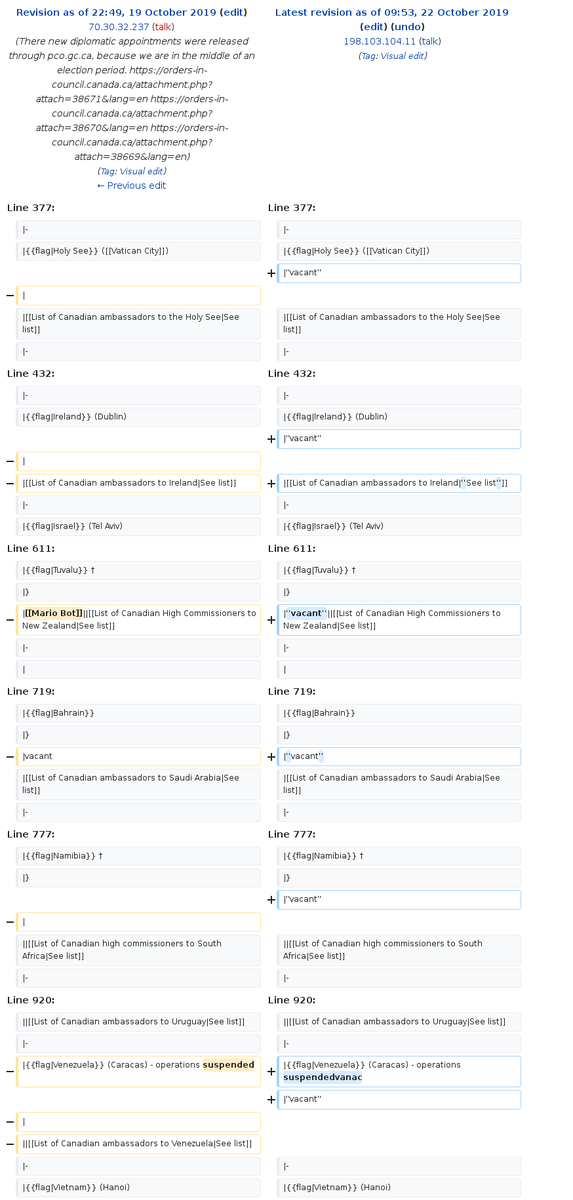 Revision as of 22:49, 19 October 2019 (edit)
70.30.32.237 (talk)
(There new diplomatic appointments were released
through pco.gc.ca, because we are in the middle of an
election period. https://orders-in-
council.canada.ca/attachment.php?
attach=38671&lang=en https://orders-in-
council.canada.ca/attachment.php?
attach=38670&lang=en https://orders-in-
council.canada.ca/attachment.php?
attach=38669&lang=en)
(Tag: Visual edit)
← Previous edit
Latest revision as of 09:53, 22 October 2019
(edit) (undo)
198.103.104.11 (talk)
(Tag: Visual edit)
Line 377:
Line 377:
|-
|-
|{{flag|Holy See}} ([[Vatican City]])
|{{flag|Holy See}} ([[Vatican City]])
+ |''vacant''
− |
|[[List of Canadian ambassadors to the Holy See|See
list]]
|[[List of Canadian ambassadors to the Holy See|See
list]]
|-
|-
Line 432:
Line 432:
|-
|-
|{{flag|Ireland}} (Dublin)
|{{flag|Ireland}} (Dublin)
+ |''vacant''
− |
− |[[List of Canadian ambassadors to Ireland|See list]]
+ |[[List of Canadian ambassadors to Ireland|''See list'']]
|-
|-
|{{flag|Israel}} (Tel Aviv)
|{{flag|Israel}} (Tel Aviv)
Line 611:
Line 611:
|{{flag|Tuvalu}} †
|{{flag|Tuvalu}} †
|}
|}
− |[[Mario Bot]]||[[List of Canadian High Commissioners to
New Zealand|See list]]
+ |''vacant''||[[List of Canadian High Commissioners to
New Zealand|See list]]
|-
|-
|
|
Line 719:
Line 719:
|{{flag|Bahrain}}
|{{flag|Bahrain}}
|}
|}
− |vacant
+ |''vacant''
|[[List of Canadian ambassadors to Saudi Arabia|See
list]]
|[[List of Canadian ambassadors to Saudi Arabia|See
list]]
|-
|-
Line 777:
Line 777:
|{{flag|Namibia}} †
|{{flag|Namibia}} †
|}
|}
+ |''vacant''
− |
||[[List of Canadian high commissioners to South
Africa|See list]]
||[[List of Canadian high commissioners to South
Africa|See list]]
|-
|-
Line 920:
Line 920:
||[[List of Canadian ambassadors to Uruguay|See list]]
||[[List of Canadian ambassadors to Uruguay|See list]]
|-
|-
− |{{flag|Venezuela}} (Caracas) - operations suspended
+ |{{flag|Venezuela}} (Caracas) - operations
suspendedvanac
+ |''vacant''
− |
− ||[[List of Canadian ambassadors to Venezuela|See list]]
|-
|-
|{{flag|Vietnam}} (Hanoi)
|{{flag|Vietnam}} (Hanoi)